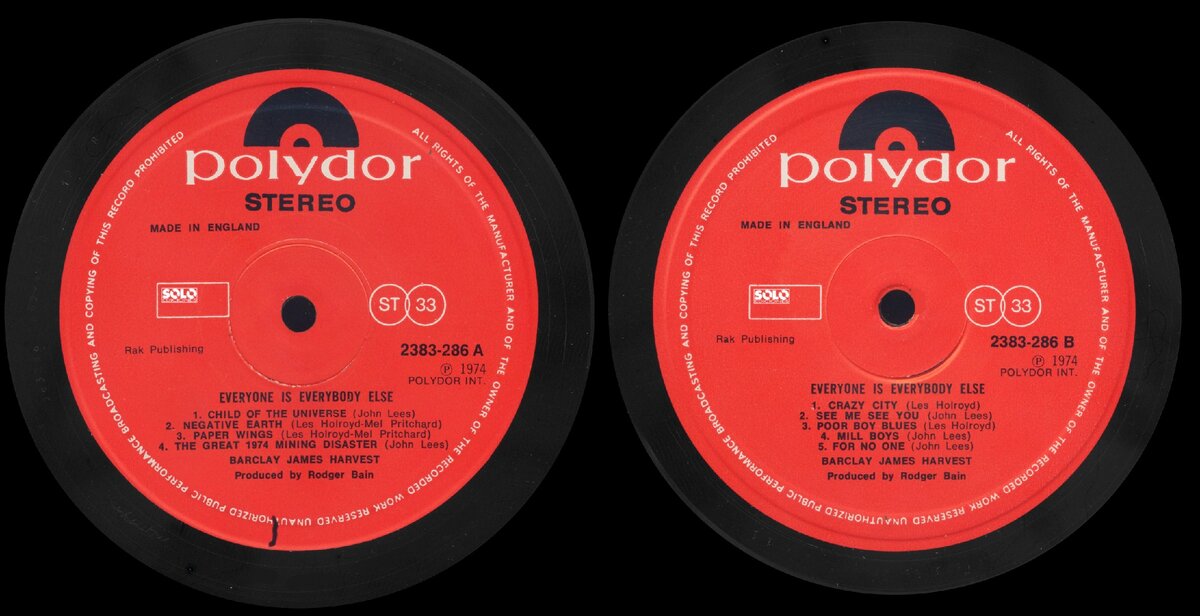 polydor
STEREO
MADE IN ENGLAND
SOLO
ST 33
Rak Publishing
2383-286 A
℗ 1974
POLYDOR INT.
EVERYONE IS EVERYBODY ELSE
1. CHILD OF THE UNIVERSE (John Lees)
2. NEGATIVE EARTH (Les Holroyd-Mel Pritchard)
3. PAPER WINGS (Les Holroyd-Mel Pritchard)
4. THE GREAT 1974 MINING DISASTER (John Lees)
BARCLAY JAMES HARVEST
Produced by Rodger Bain
ALL RIGHTS OF THE MANUFACTURER AND OF THE OWNER OF THE RECORDED WORK RESERVED UNAUTHORIZED PUBLIC PERFORMANCE BROADCASTING AND COPYING OF THIS RECORD PROHIBITED
polydor
STEREO
MADE IN ENGLAND
SOLO
ST 33
Rak Publishing
2383-286 B
℗ 1974
POLYDOR INT.
EVERYONE IS EVERYBODY ELSE
1. CRAZY CITY (Les Holroyd)
2. SEE ME SEE YOU (John Lees)
3. POOR BOY BLUES (Les Holroyd)
4. MILL BOYS (John Lees)
5. FOR NO ONE (John Lees)
BARCLAY JAMES HARVEST
Produced by Rodger Bain
ALL RIGHTS OF THE MANUFACTURER AND OF THE OWNER OF THE RECORDED WORK RESERVED UNAUTHORIZED PUBLIC PERFORMANCE BROADCASTING AND COPYING OF THIS RECORD PROHIBITED